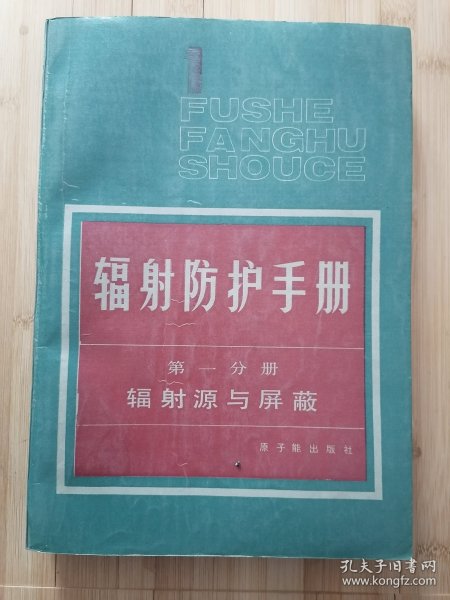 1
FUSHE
FANGHU
SHOUCE
辐射防护手册
第一分册
辐射源与屏蔽
原子能出版社
孔夫子旧书网
www.kongfz.com